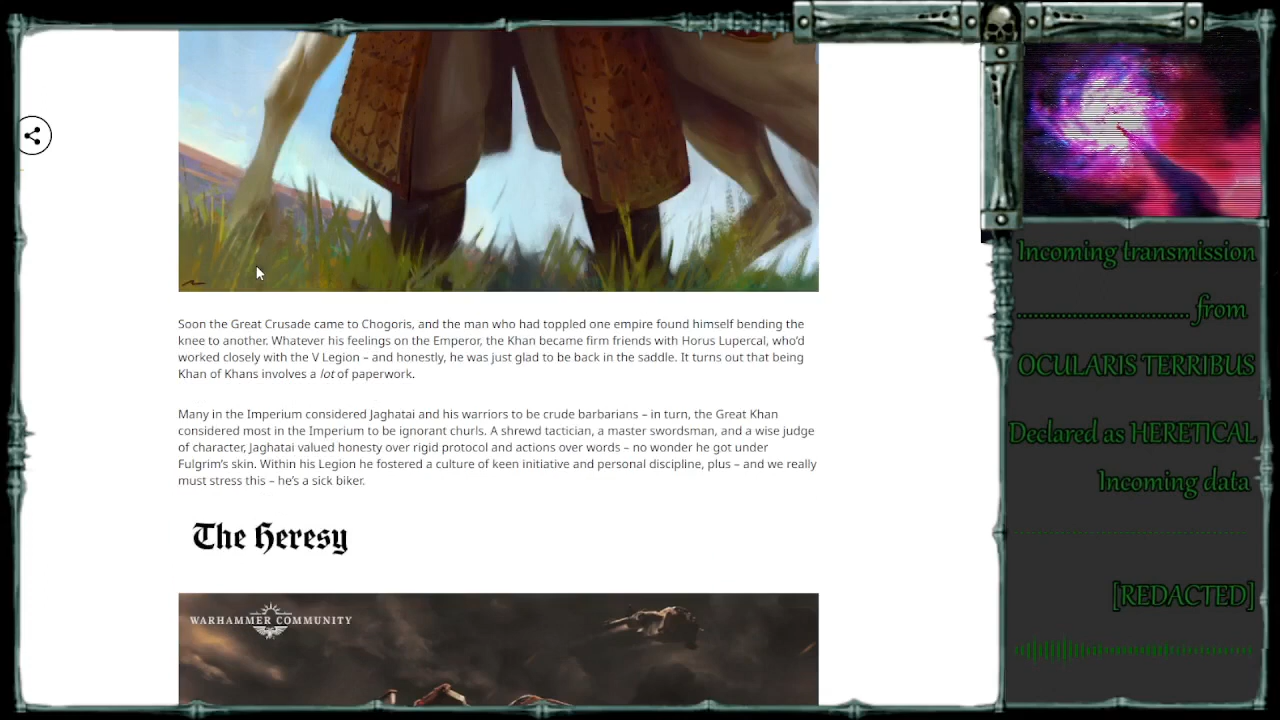 Soon the Great Crusade came to Chogoris, and the man who had toppled one empire found himself bending the
knee to another. Whatever his feelings on the Emperor, the Khan became firm friends with Horus Lupercal, who'd
worked closely with the V Legion – and honestly, he was just glad to be back in the saddle. It turns out that being
Khan of Khans involves a lot of paperwork.
Many in the Imperium considered Jaghatai and his warriors to be crude barbarians – in turn, the Great Khan
considered most in the Imperium to be ignorant churls. A shrewd tactician, a master swordsman, and a wise judge
of character, Jaghatai valued honesty over rigid protocol and actions over words – no wonder he got under
Fulgrim's skin. Within his Legion he fostered a culture of keen initiative and personal discipline, plus – and we really
must stress this – he's a sick biker.
The Heresy
WARHAMMER COMMUNITY
Incoming transmission
................................ from
OCULARIS TERRIBUS
Declared as HERETICAL
Incoming data
[REDACTED]